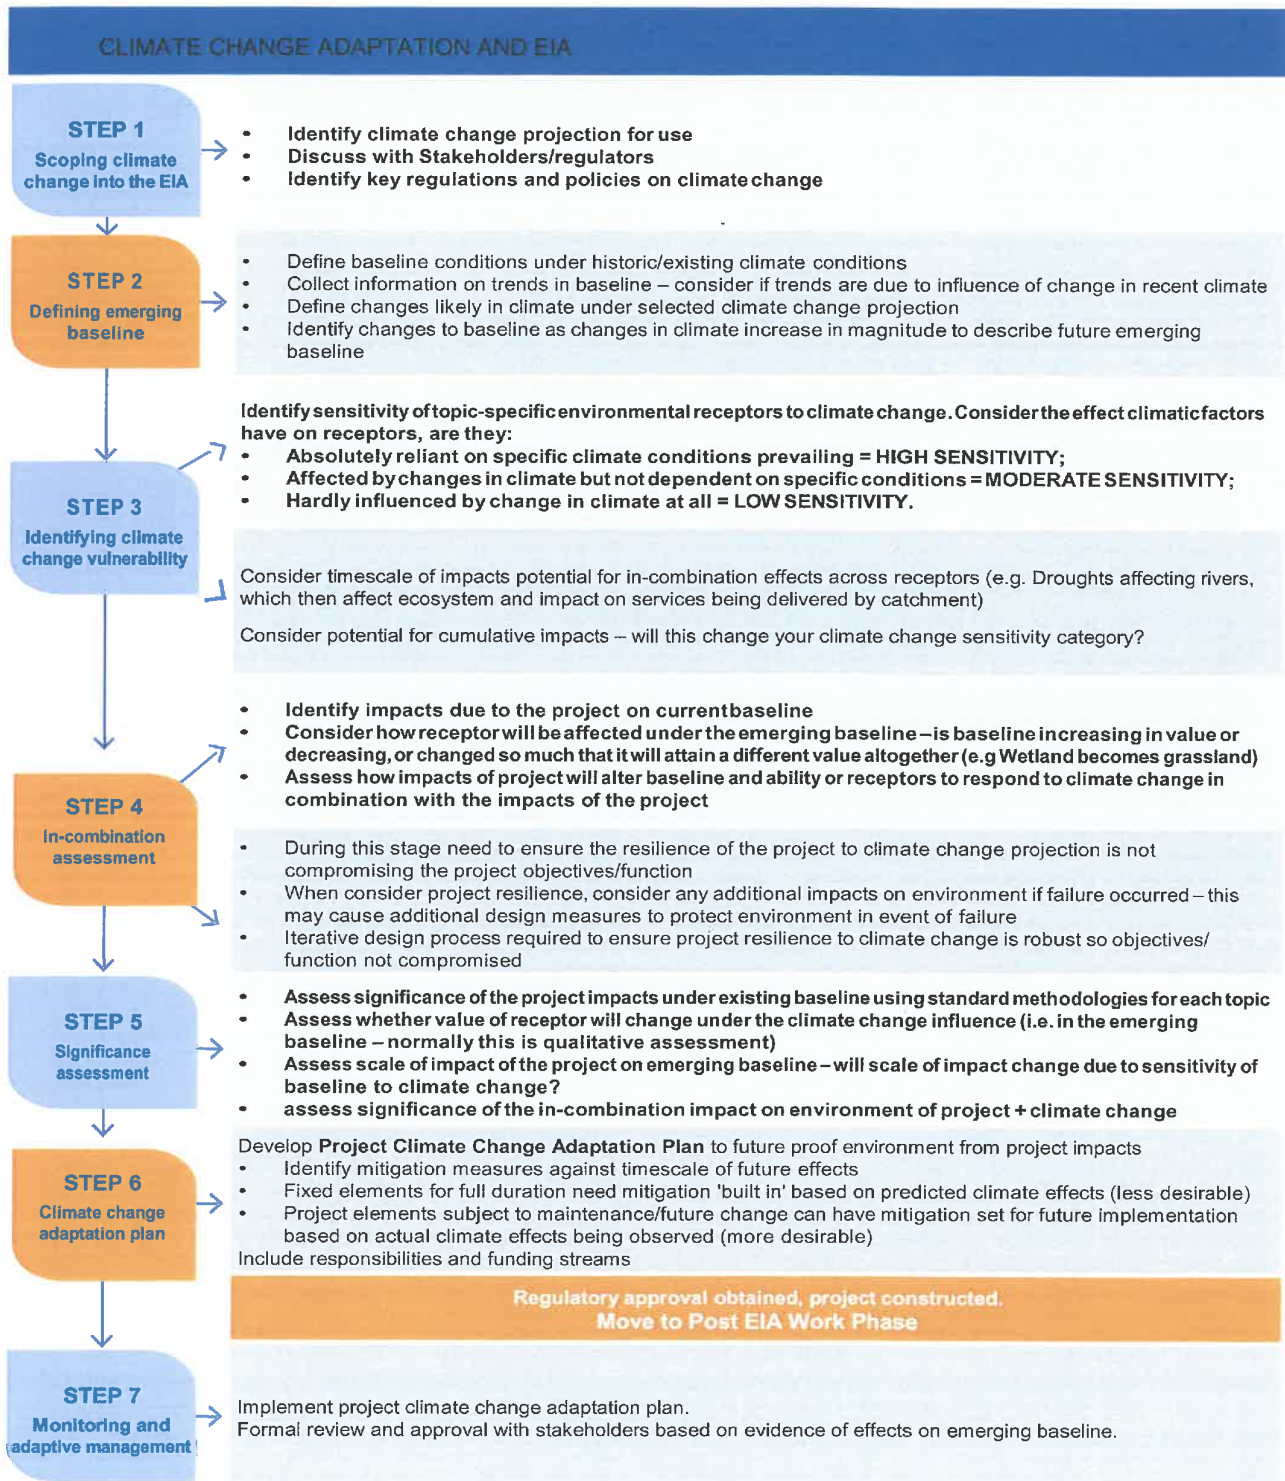 CLIMATE CHANGE ADAPTATION AND EIA
STEP 1
Scoping climate
change into the EIA
• Identify climate change projection for use
• Discuss with Stakeholders/regulators
• Identify key regulations and policies on climate change
STEP 2
Defining emerging
baseline
• Define baseline conditions under historic/existing climate conditions
• Collect information on trends in baseline – consider if trends are due to influence of change in recent climate
• Define changes likely in climate under selected climate change projection
• Identify changes to baseline as changes in climate increase in magnitude to describe future emerging
baseline
STEP 3
Identifying climate
change vulnerability
Identify sensitivity of topic-specific environmental receptors to climate change. Consider the effect climatic factors
have on receptors, are they:
• Absolutely reliant on specific climate conditions prevailing = HIGH SENSITIVITY;
• Affected by changes in climate but not dependent on specific conditions = MODERATE SENSITIVITY;
• Hardly influenced by change in climate at all = LOW SENSITIVITY.
Consider timescale of impacts potential for in-combination effects across receptors (e.g. Droughts affecting rivers,
which then affect ecosystem and impact on services being delivered by catchment)
Consider potential for cumulative impacts – will this change your climate change sensitivity category?
STEP 4
In-combination
assessment
• Identify impacts due to the project on current baseline
• Consider how receptor will be affected under the emerging baseline – is baseline increasing in value or
decreasing, or changed so much that it will attain a different value altogether (e.g Wetland becomes grassland)
• Assess how impacts of project will alter baseline and ability or receptors to respond to climate change in
combination with the impacts of the project
• During this stage need to ensure the resilience of the project to climate change projection is not
compromising the project objectives/function
• When consider project resilience, consider any additional impacts on environment if failure occurred – this
may cause additional design measures to protect environment in event of failure
• Iterative design process required to ensure project resilience to climate change is robust so objectives/
function not compromised
STEP 5
Significance
assessment
• Assess significance of the project impacts under existing baseline using standard methodologies for each topic
• Assess whether value of receptor will change under the climate change influence (i.e. in the emerging
baseline – normally this is qualitative assessment)
• Assess scale of impact of the project on emerging baseline – will scale of impact change due to sensitivity of
baseline to climate change?
• assess significance of the in-combination impact on environment of project + climate change
STEP 6
Climate change
adaptation plan
Develop Project Climate Change Adaptation Plan to future proof environment from project impacts
• Identify mitigation measures against timescale of future effects
• Fixed elements for full duration need mitigation 'built in' based on predicted climate effects (less desirable)
• Project elements subject to maintenance/future change can have mitigation set for future implementation
based on actual climate effects being observed (more desirable)
Include responsibilities and funding streams
Regulatory approval obtained, project constructed.
Move to Post EIA Work Phase
STEP 7
Monitoring and
adaptive management
Implement project climate change adaptation plan.
Formal review and approval with stakeholders based on evidence of effects on emerging baseline.